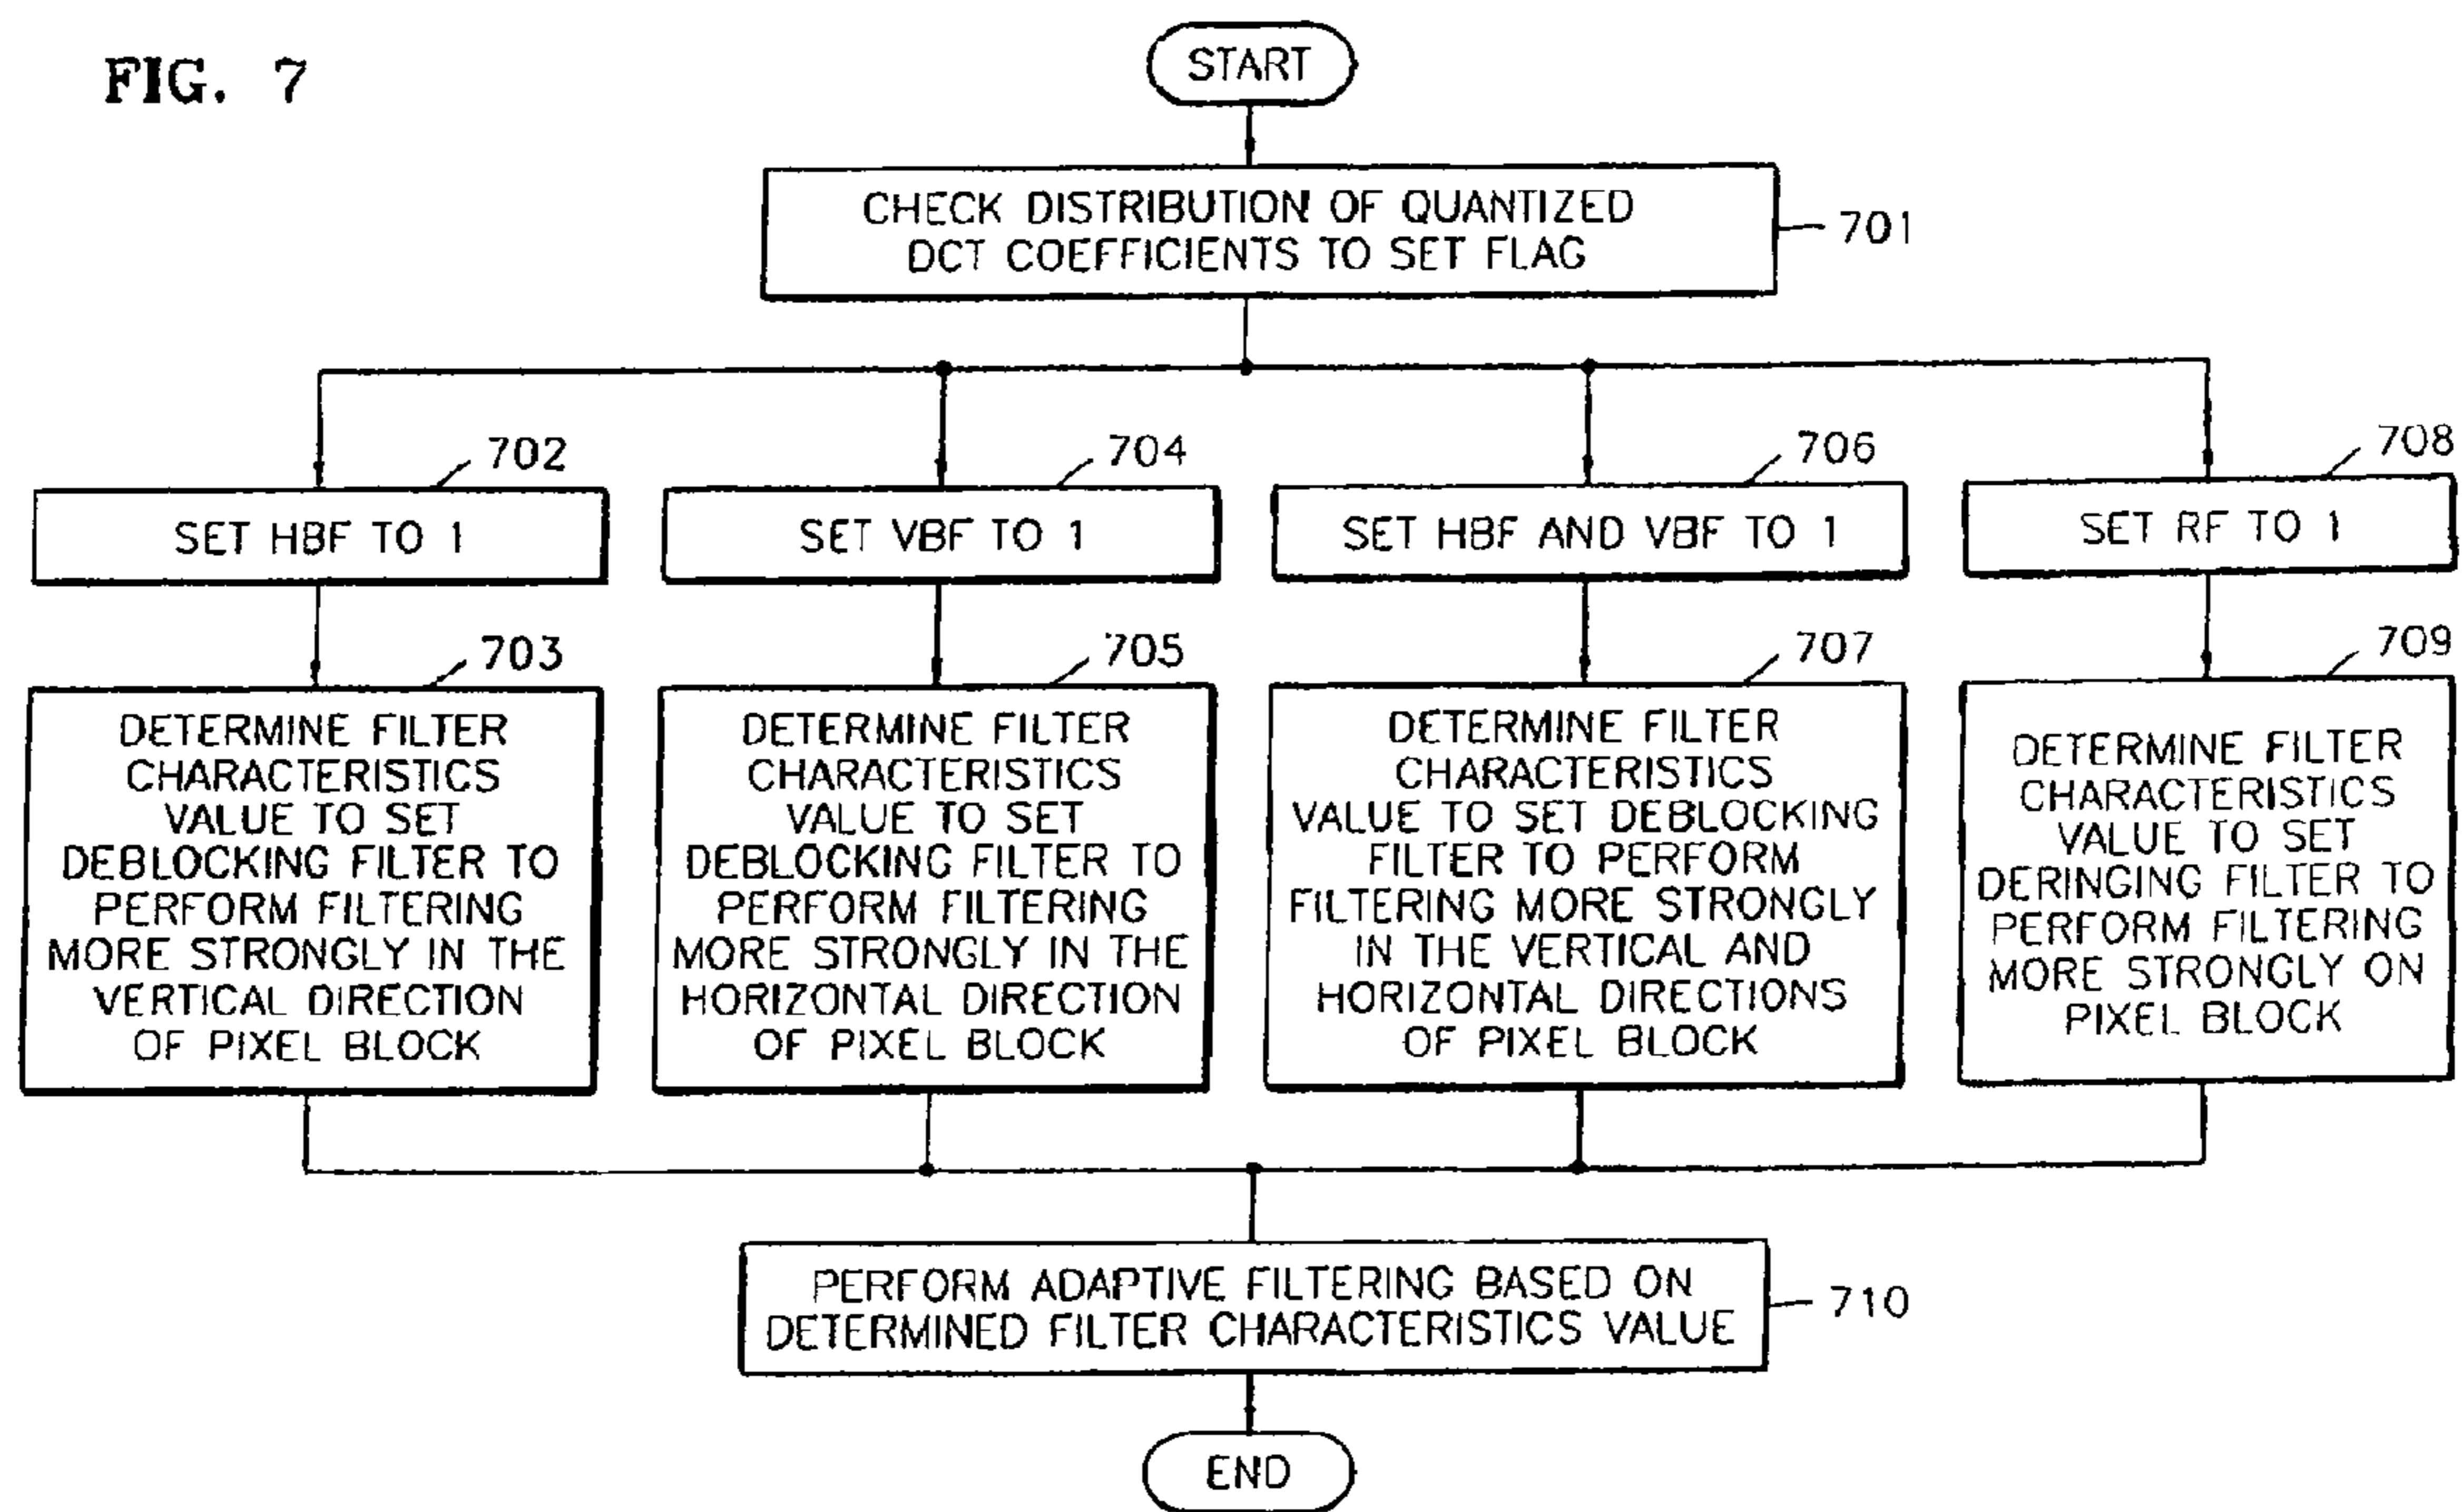 FIG. 7
START
CHECK DISTRIBUTION OF QUANTIZED
DCT COEFFICIENTS TO SET FLAG
701
702
SET HBF TO 1
704
SET VBF TO 1
706
SET HBF AND VBF TO 1
708
SET RF TO 1
703
DETERMINE FILTER
CHARACTERISTICS
VALUE TO SET
DEBLOCKING FILTER TO
PERFORM FILTERING
MORE STRONGLY IN THE
VERTICAL DIRECTION
OF PIXEL BLOCK
705
DETERMINE FILTER
CHARACTERISTICS
VALUE TO SET
DEBLOCKING FILTER TO
PERFORM FILTERING
MORE STRONGLY IN THE
HORIZONTAL DIRECTION
OF PIXEL BLOCK
707
DETERMINE FILTER
CHARACTERISTICS
VALUE TO SET DEBLOCKING
FILTER TO PERFORM
FILTERING MORE STRONGLY
IN THE VERTICAL AND
HORIZONTAL DIRECTIONS
OF PIXEL BLOCK
709
DETERMINE FILTER
CHARACTERISTICS
VALUE TO SET
DERINGING FILTER TO
PERFORM FILTERING
MORE STRONGLY ON
PIXEL BLOCK
PERFORM ADAPTIVE FILTERING BASED ON
DETERMINED FILTER CHARACTERISTICS VALUE
710
END